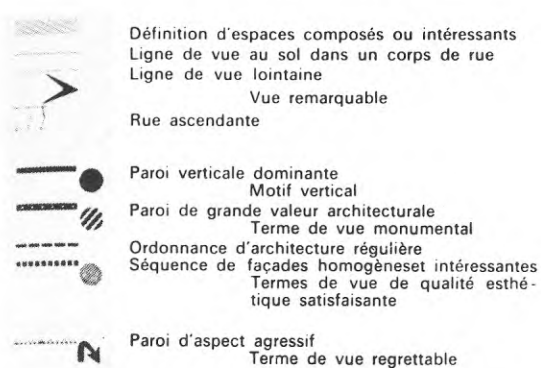 Définition d'espaces composés ou intéressants
Ligne de vue au sol dans un corps de rue
Ligne de vue lointaine
Vue remarquable
Rue ascendante
Paroi verticale dominante
Motif vertical
Paroi de grande valeur architecturale
Terme de vue monumental
Ordonnance d'architecture régulière
Séquence de façades homogèneset intéressantes
Termes de vue de qualité esthé-
tique satisfaisante
Paroi d'aspect agressif
Terme de vue regrettable